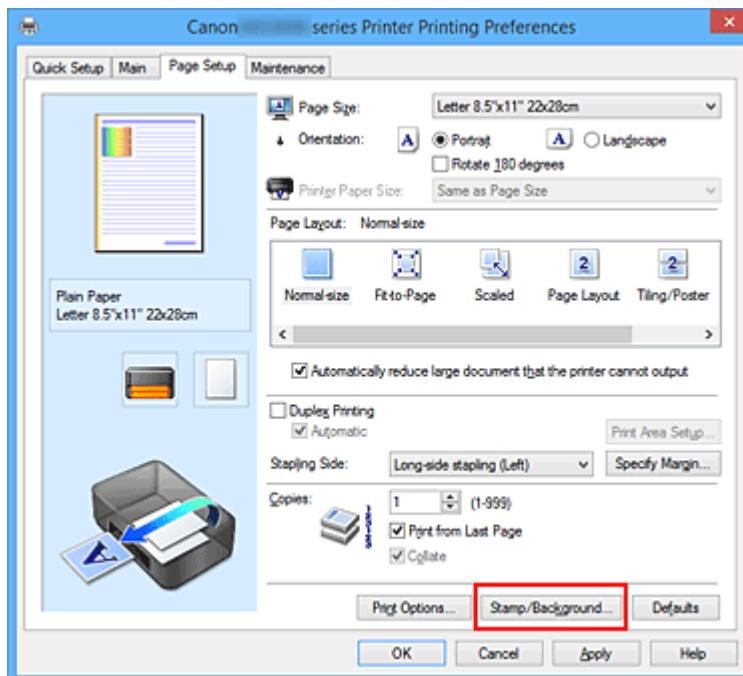 Canon series Printer Printing Preferences
Quick Setup Main Page Setup Maintenance
Page Size: Letter 8.5"x11" 22x28cm
Orientation: A Portrait A Landscape
Rotate 180 degrees
Printer Paper Size: Same as Page Size
Page Layout: Normal-size
2 2
Normal-size Fit-to-Page Scaled Page Layout Tiling/Poster
Plain Paper
Letter 8.5"x11" 22x28cm
Automatically reduce large document that the printer cannot output
Duplex Printing
Automatic
Print Area Setup...
Stapling Side: Long-side stapling (Left) Specify Margin...
Copies: 1 (1-999)
Print from Last Page
Collate
A
Print Options... Stamp/Background... Defaults
OK Cancel Apply Help